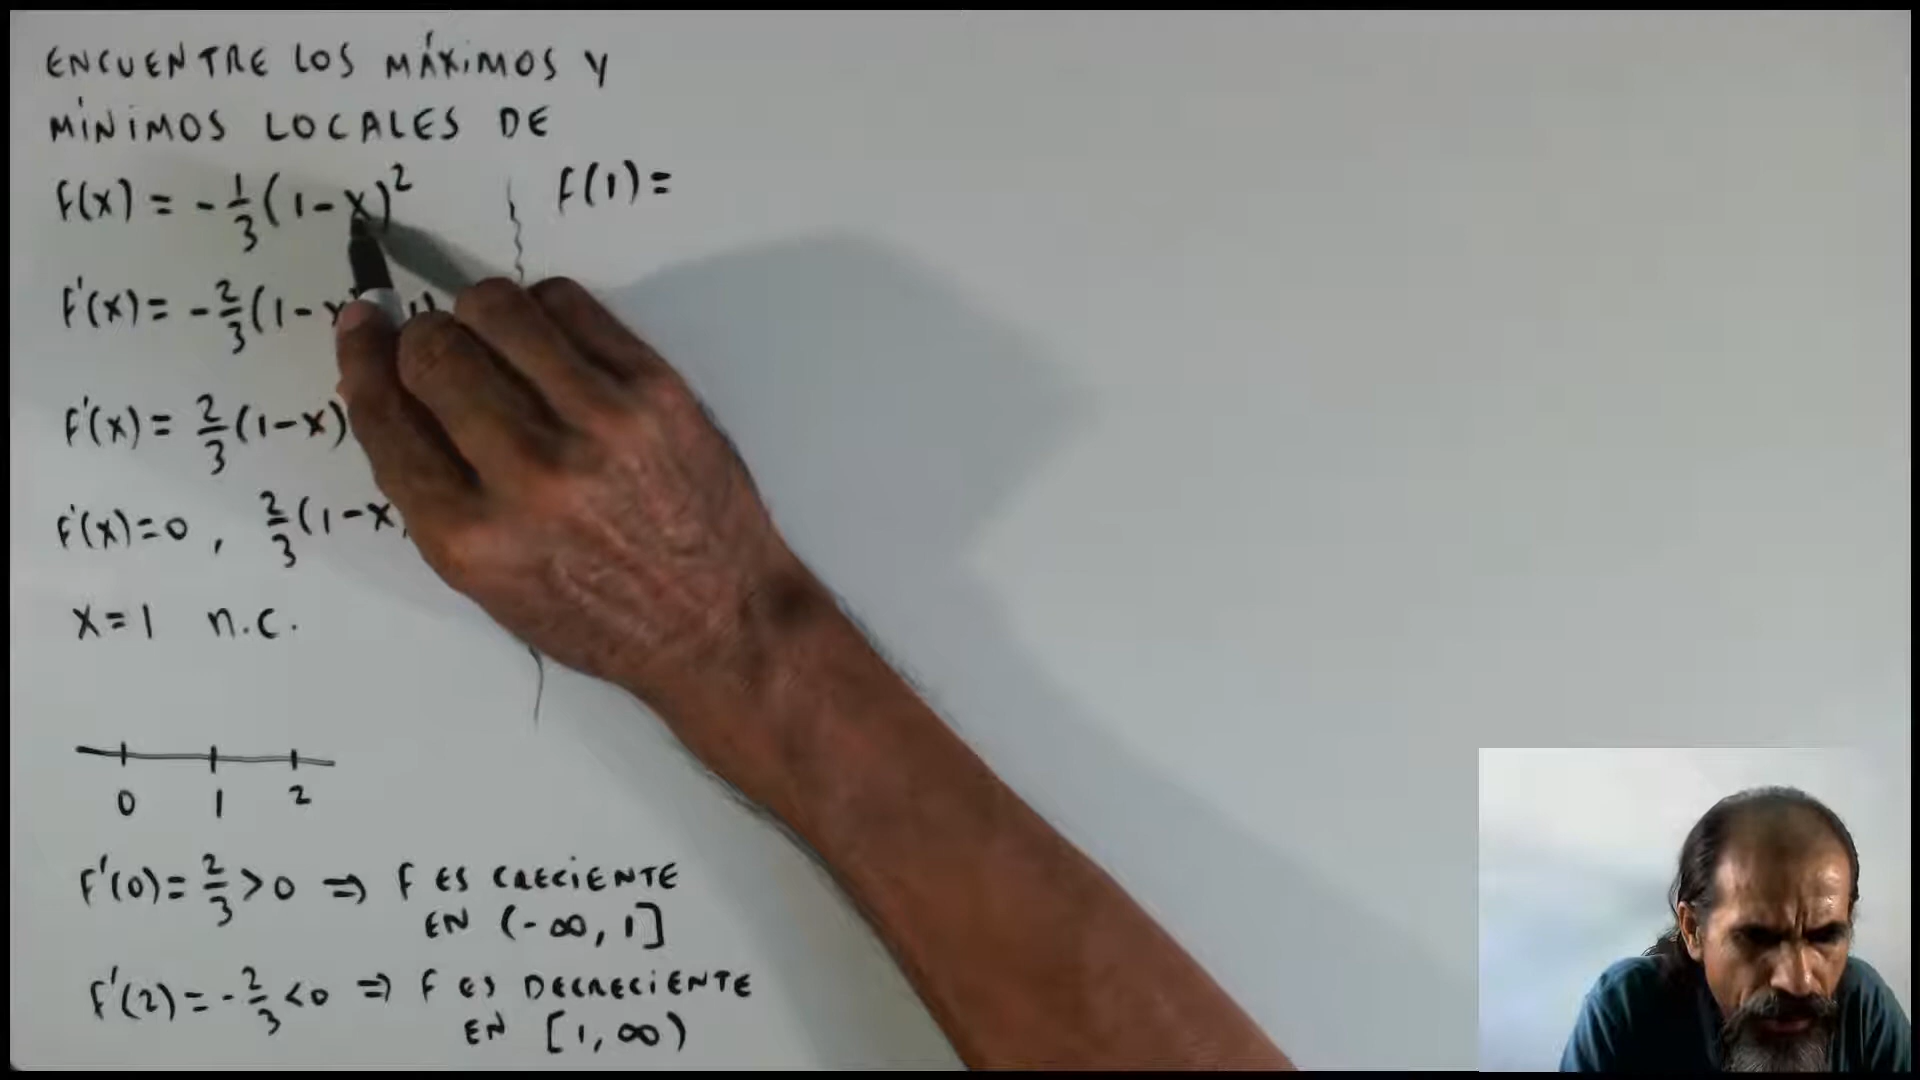 ENCUENTRE LOS MÁXIMOS Y
MÍNIMOS LOCALES DE
F(x) = -1/3(1-x)²
F(1)=
F'(x)= -2/3(1-x
F'(x)= 2/3(1-x)
F'(x)=0 , 2/3(1-x
x=1 n.c.
0 1 2
F'(0)= 2/3 >0 ⇒ F ES CRECIENTE
EN (-∞, 1]
F'(2)= -2/3 <0 ⇒ F ES DECRECIENTE
EN [1, ∞)